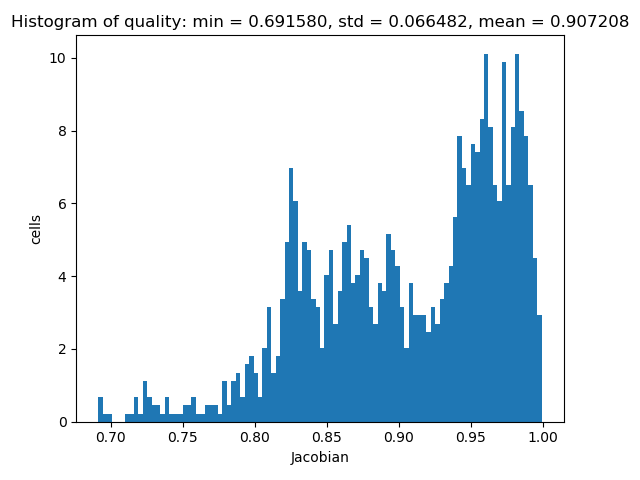 Histogram of quality: min = 0.691580, std = 0.066482, mean = 0.907208
10
8
cells
6
4
2
0
0.70 0.75 0.80 0.85 0.90 0.95 1.00
Jacobian